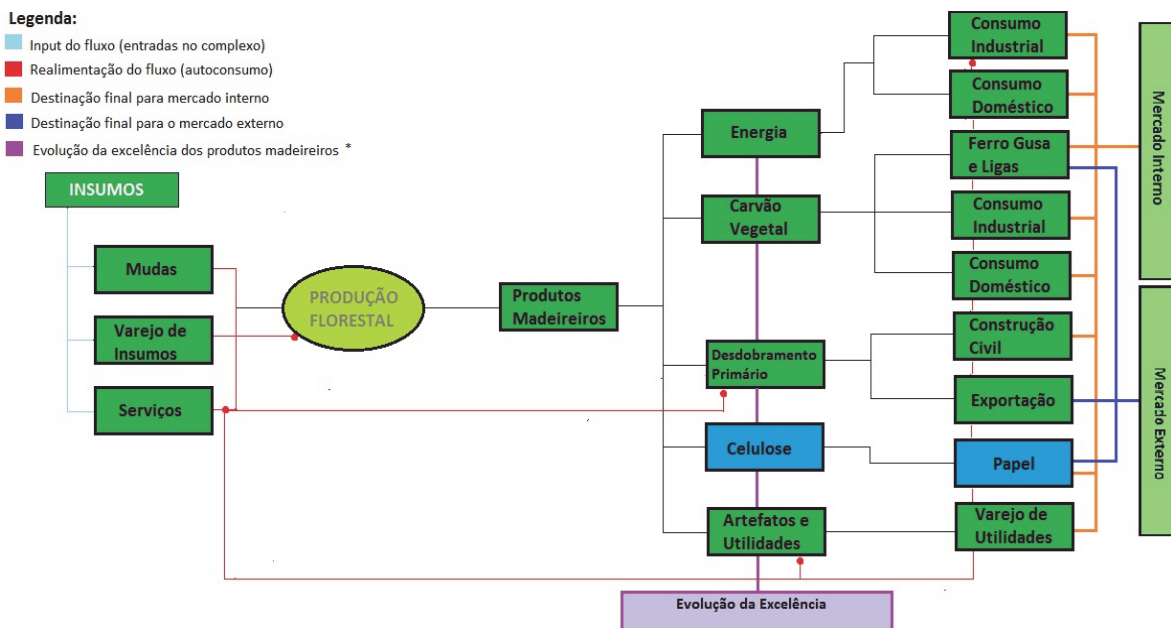 Legenda:
Input do fluxo (entradas no complexo)
Realimentação do fluxo (autoconsumo)
Destinação final para mercado interno
Destinação final para o mercado externo
Evolução da excelência dos produtos madeireiros *
INSUMOS
Mudas
Varejo de
Insumos
Serviços
PRODUÇÃO
FLORESTAL
Produtos
Madeireiros
Energia
Carvão
Vegetal
Desdobramento
Primário
Celulose
Artefatos e
Utilidades
Consumo
Industrial
Consumo
Doméstico
Ferro Gusa
e Ligas
Consumo
Industrial
Consumo
Doméstico
Construção
Civil
Exportação
Papel
Varejo de
Utilidades
Mercado Interno
Mercado Externo
Evolução da Excelência